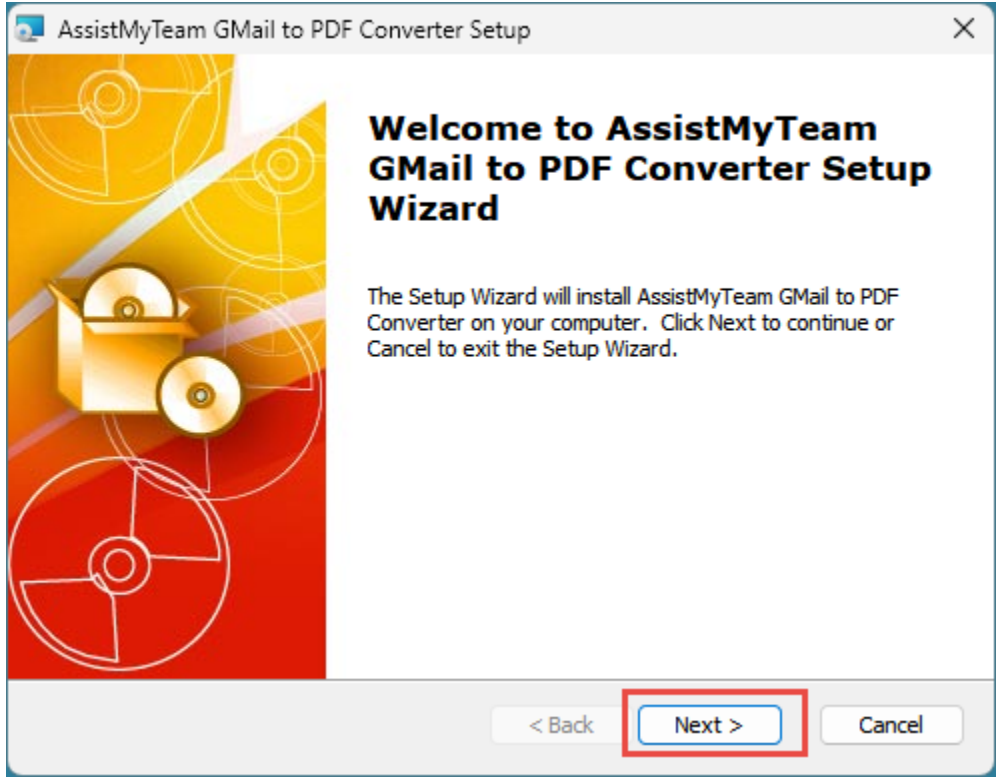 AssistMyTeam GMail to PDF Converter Setup
Welcome to AssistMyTeam
GMail to PDF Converter Setup
Wizard
The Setup Wizard will install AssistMyTeam GMail to PDF
Converter on your computer.  Click Next to continue or
Cancel to exit the Setup Wizard.
< Back Next > Cancel